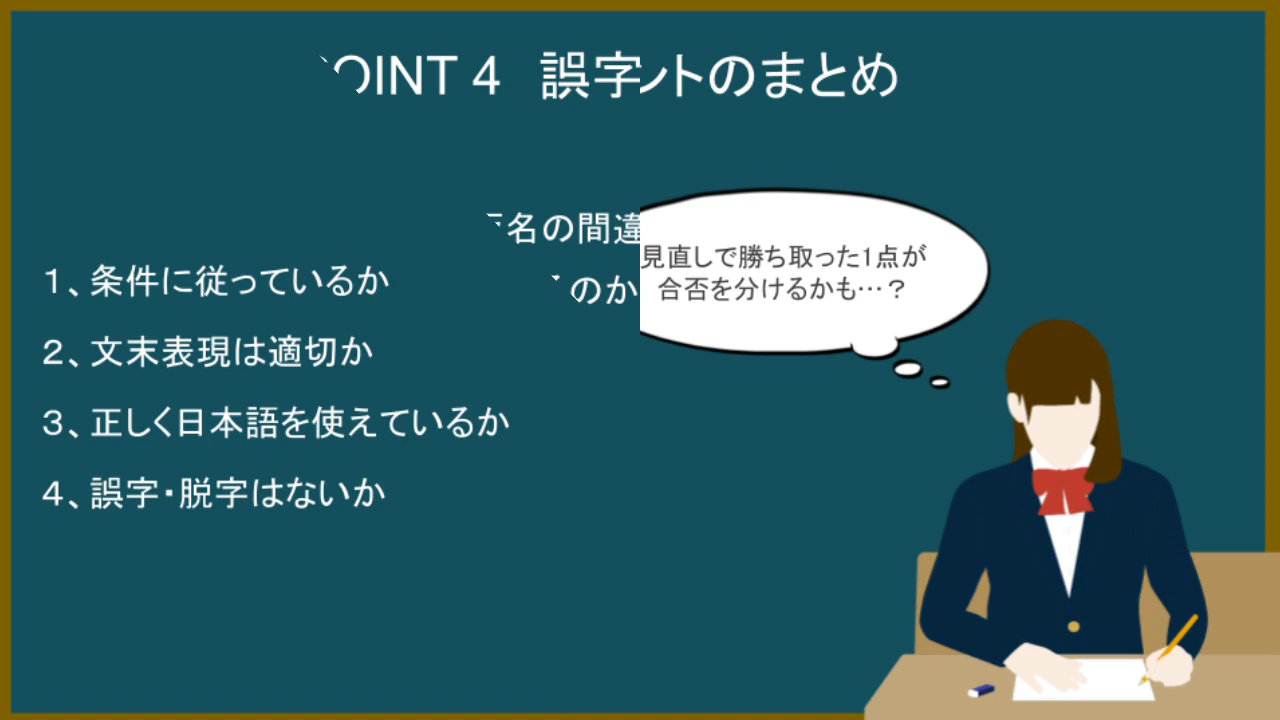 OINT 4 誤字ントのまとめ
名の間違
のか
見直しで勝ち取った1点が
合否を分けるかも…？
1、条件に従っているか
2、文末表現は適切か
3、正しく日本語を使えているか
4、誤字・脱字はないか